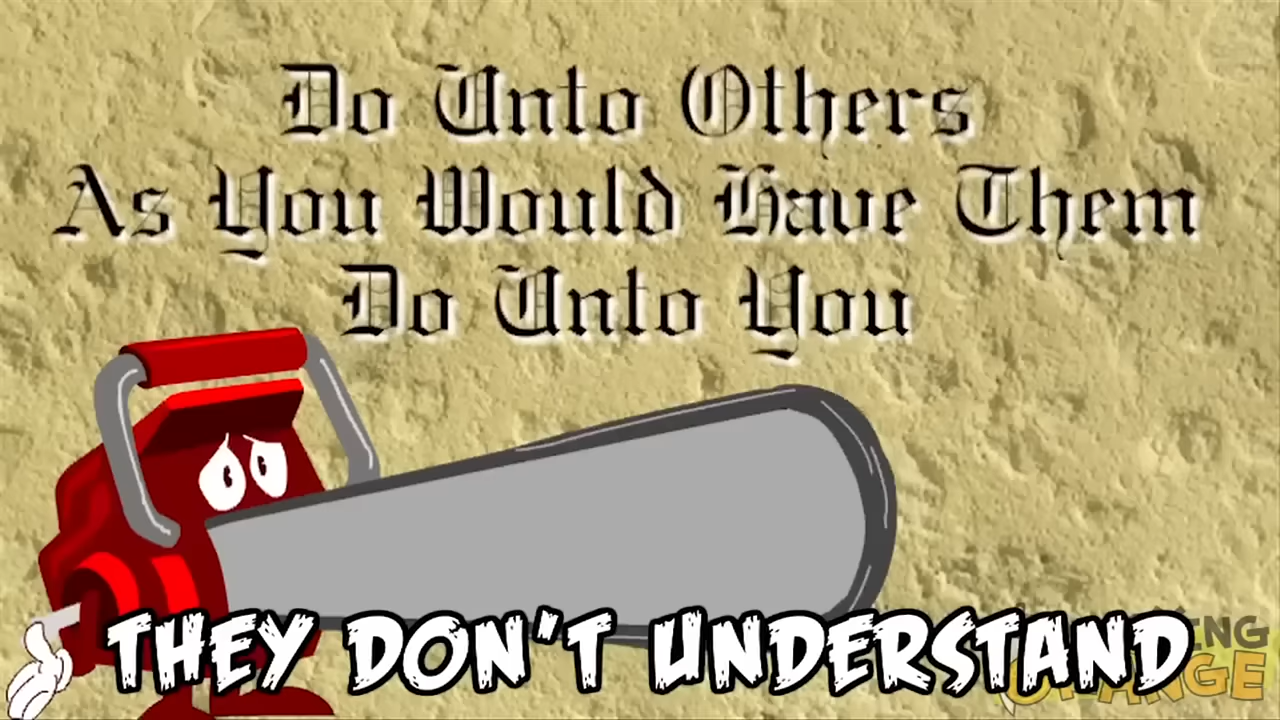 Do Unto Others
As You Would Have Them
Do Unto You
THEY DON'T UNDERSTAND